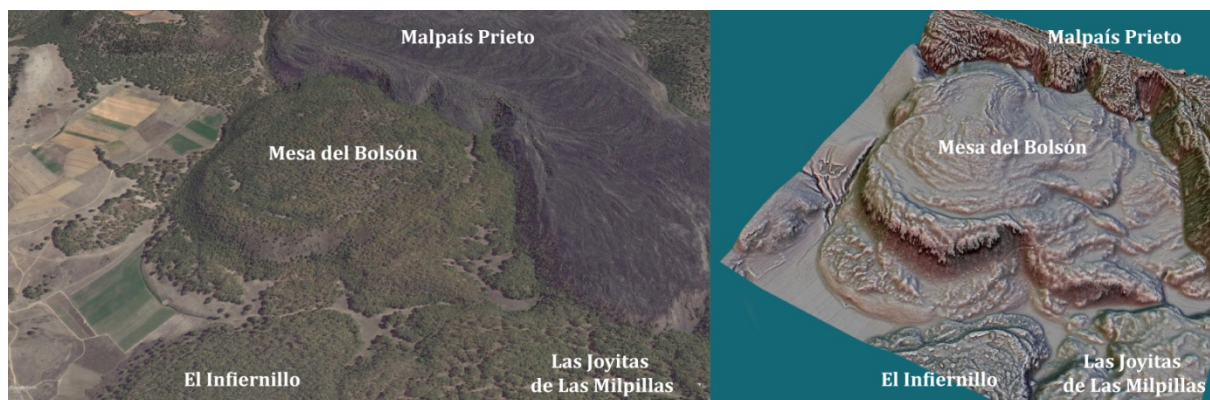 Malpaís Prieto
Mesa del Bolsón
El Infiernillo
Las Joyitas
de Las Milpillas
Malpaís Prieto
Mesa del Bolsón
El Infiernillo
Las Joyitas
de Las Milpillas